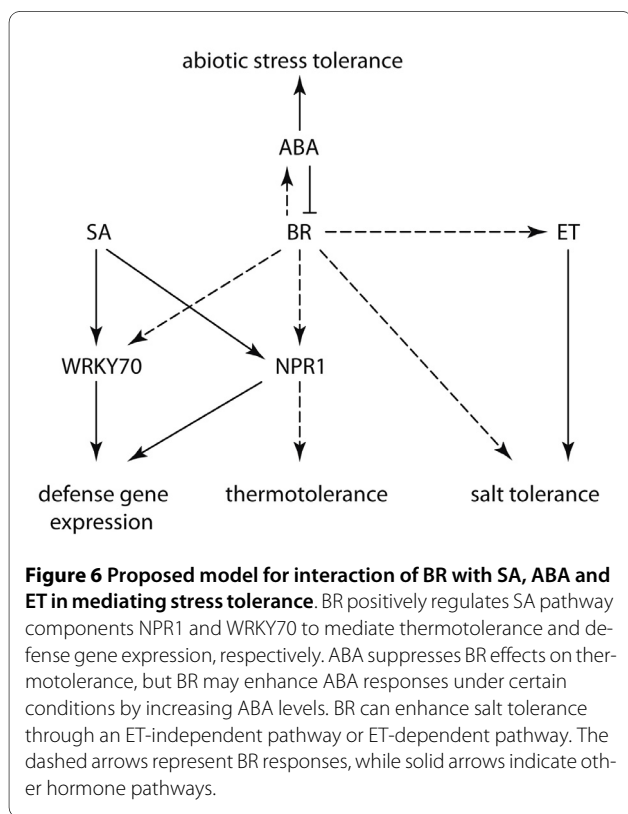 abiotic stress tolerance
ABA
SA BR ET
WRKY70 NPR1
defense gene thermotolerance salt tolerance
expression
Figure 6 Proposed model for interaction of BR with SA, ABA and
ET in mediating stress tolerance. BR positively regulates SA pathway
components NPR1 and WRKY70 to mediate thermotolerance and de-
fense gene expression, respectively. ABA suppresses BR effects on ther-
motolerance, but BR may enhance ABA responses under certain
conditions by increasing ABA levels. BR can enhance salt tolerance
through an ET-independent pathway or ET-dependent pathway. The
dashed arrows represent BR responses, while solid arrows indicate oth-
er hormone pathways.